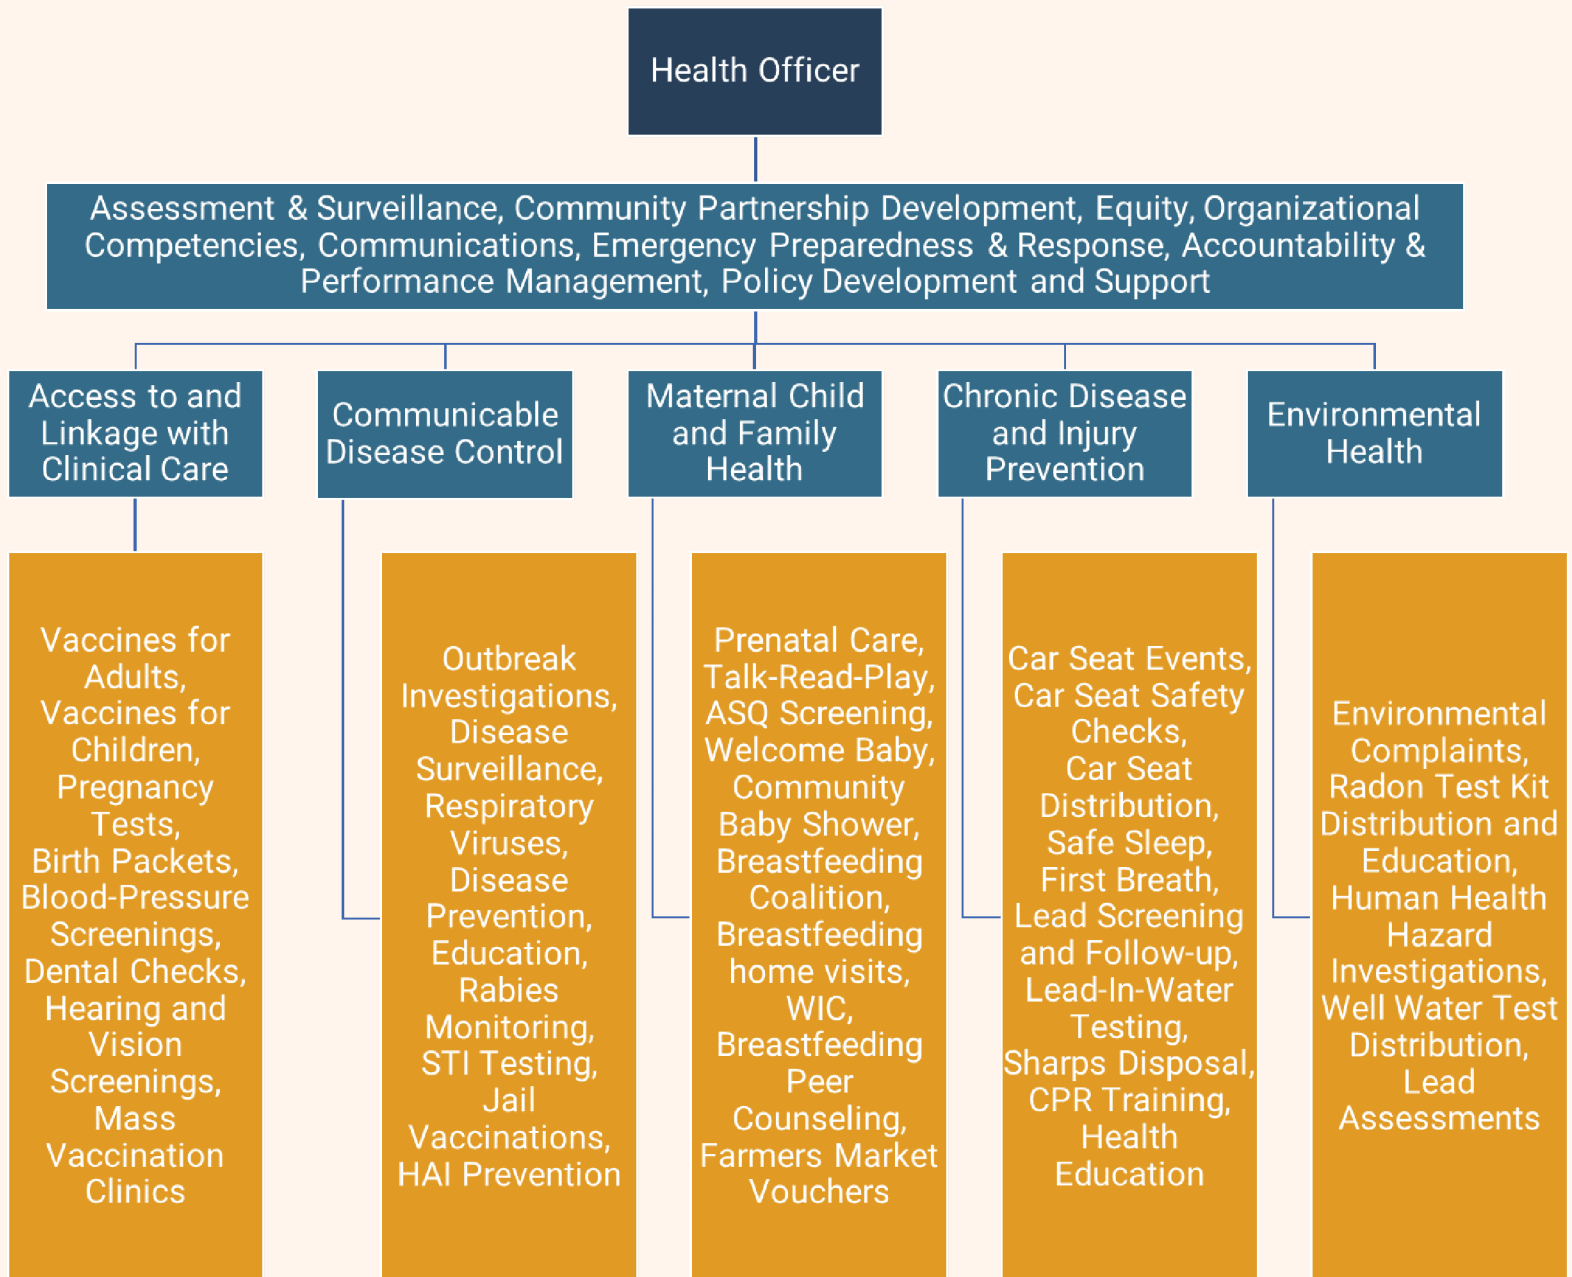 Health Officer
Assessment & Surveillance, Community Partnership Development, Equity, Organizational
Competencies, Communications, Emergency Preparedness & Response, Accountability &
Performance Management, Policy Development and Support
Access to and
Linkage with
Clinical Care
Communicable
Disease Control
Maternal Child
and Family
Health
Chronic Disease
and Injury
Prevention
Environmental
Health
Vaccines for
Adults,
Vaccines for
Children,
Pregnancy
Tests,
Birth Packets,
Blood-Pressure
Screenings,
Dental Checks,
Hearing and
Vision
Screenings,
Mass
Vaccination
Clinics
Outbreak
Investigations,
Disease
Surveillance,
Respiratory
Viruses,
Disease
Prevention,
Education,
Rabies
Monitoring,
STI Testing,
Jail
Vaccinations,
HAI Prevention
Prenatal Care,
Talk-Read-Play,
ASQ Screening,
Welcome Baby,
Community
Baby Shower,
Breastfeeding
Coalition,
Breastfeeding
home visits,
WIC,
Breastfeeding
Peer
Counseling,
Farmers Market
Vouchers
Car Seat Events,
Car Seat Safety
Checks,
Car Seat
Distribution,
Safe Sleep,
First Breath,
Lead Screening
and Follow-up,
Lead-In-Water
Testing,
Sharps Disposal,
CPR Training,
Health
Education
Environmental
Complaints,
Radon Test Kit
Distribution and
Education,
Human Health
Hazard
Investigations,
Well Water Test
Distribution,
Lead
Assessments